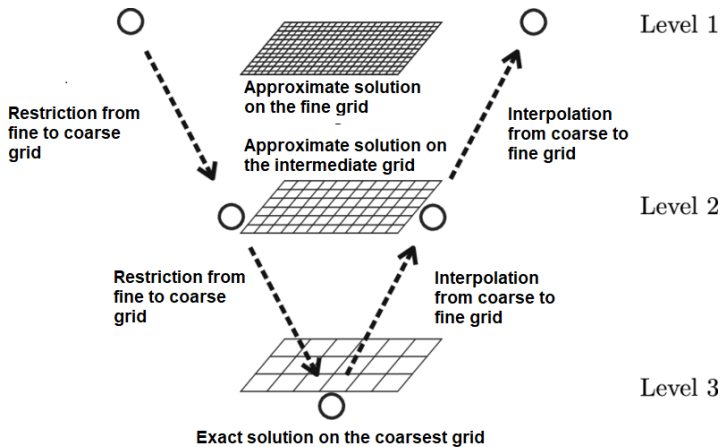 Level 1
Approximate solution
on the fine grid
Restriction from
fine to coarse
grid
Interpolation
from coarse to
fine grid
Approximate solution on
the intermediate grid
Level 2
Restriction from
fine to coarse
grid
Interpolation
from coarse to
fine grid
Level 3
Exact solution on the coarsest grid